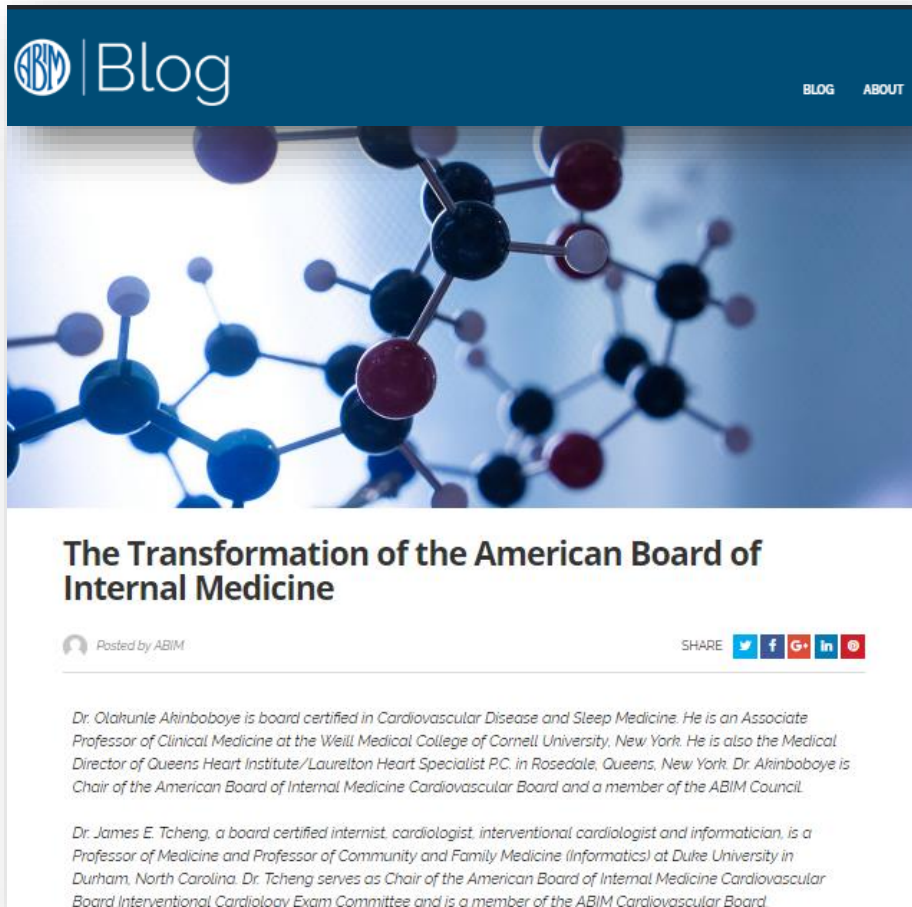 ABIM Blog
BLOG ABOUT
The Transformation of the American Board of
Internal Medicine
Posted by ABIM
SHARE
G+ in
Dr. Olakunle Akinboboye is board certified in Cardiovascular Disease and Sleep Medicine. He is an Associate
Professor of Clinical Medicine at the Weill Medical College of Cornell University, New York. He is also the Medical
Director of Queens Heart Institute/Laurelton Heart Specialist P.C. in Rosedale, Queens, New York. Dr. Akinboboye is
Chair of the American Board of Internal Medicine Cardiovascular Board and a member of the ABIM Council.
Dr. James E. Tcheng, a board certified internist, cardiologist, interventional cardiologist and informatician, is a
Professor of Medicine and Professor of Community and Family Medicine (Informatics) at Duke University in
Durham, North Carolina. Dr. Tcheng serves as Chair of the American Board of Internal Medicine Cardiovascular
Board Interventional Cardiology Exam Committee and is a member of the ABIM Cardiovascular Board.